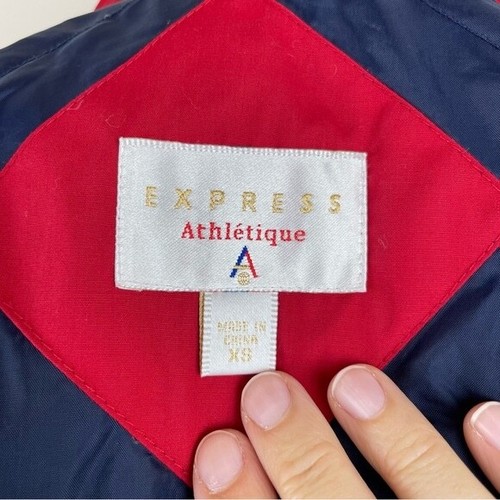 EXPRESS
Athlétique
A
MADE IN
CHINA
XS